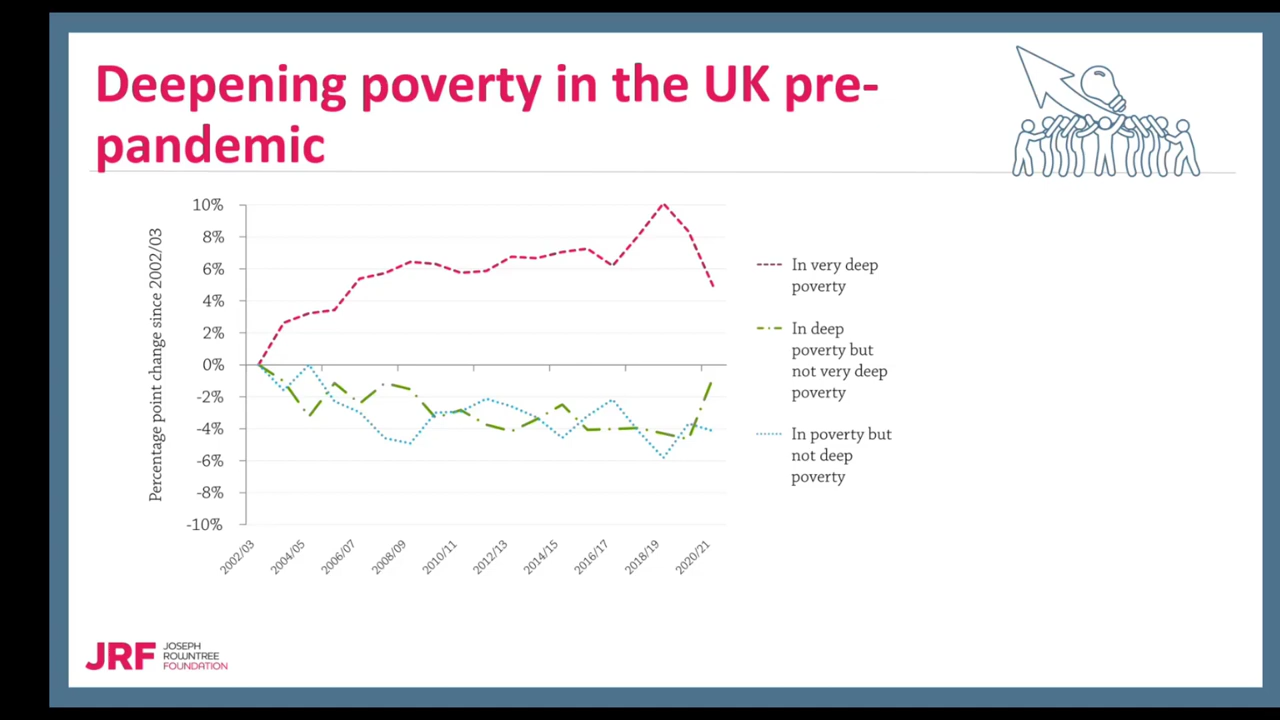 Deepening poverty in the UK pre-
pandemic
Percentage point change since 2002/03
10%
8%
6%
4%
2%
0%
-2%
-4%
-6%
-8%
-10%
2002/03
2004/05
2006/07
2008/09
2010/11
2012/13
2014/15
2016/17
2018/19
2020/21
In very deep
poverty
In deep
poverty but
not very deep
poverty
In poverty but
not deep
poverty
JRF
JOSEPH
ROWNTREE
FOUNDATION